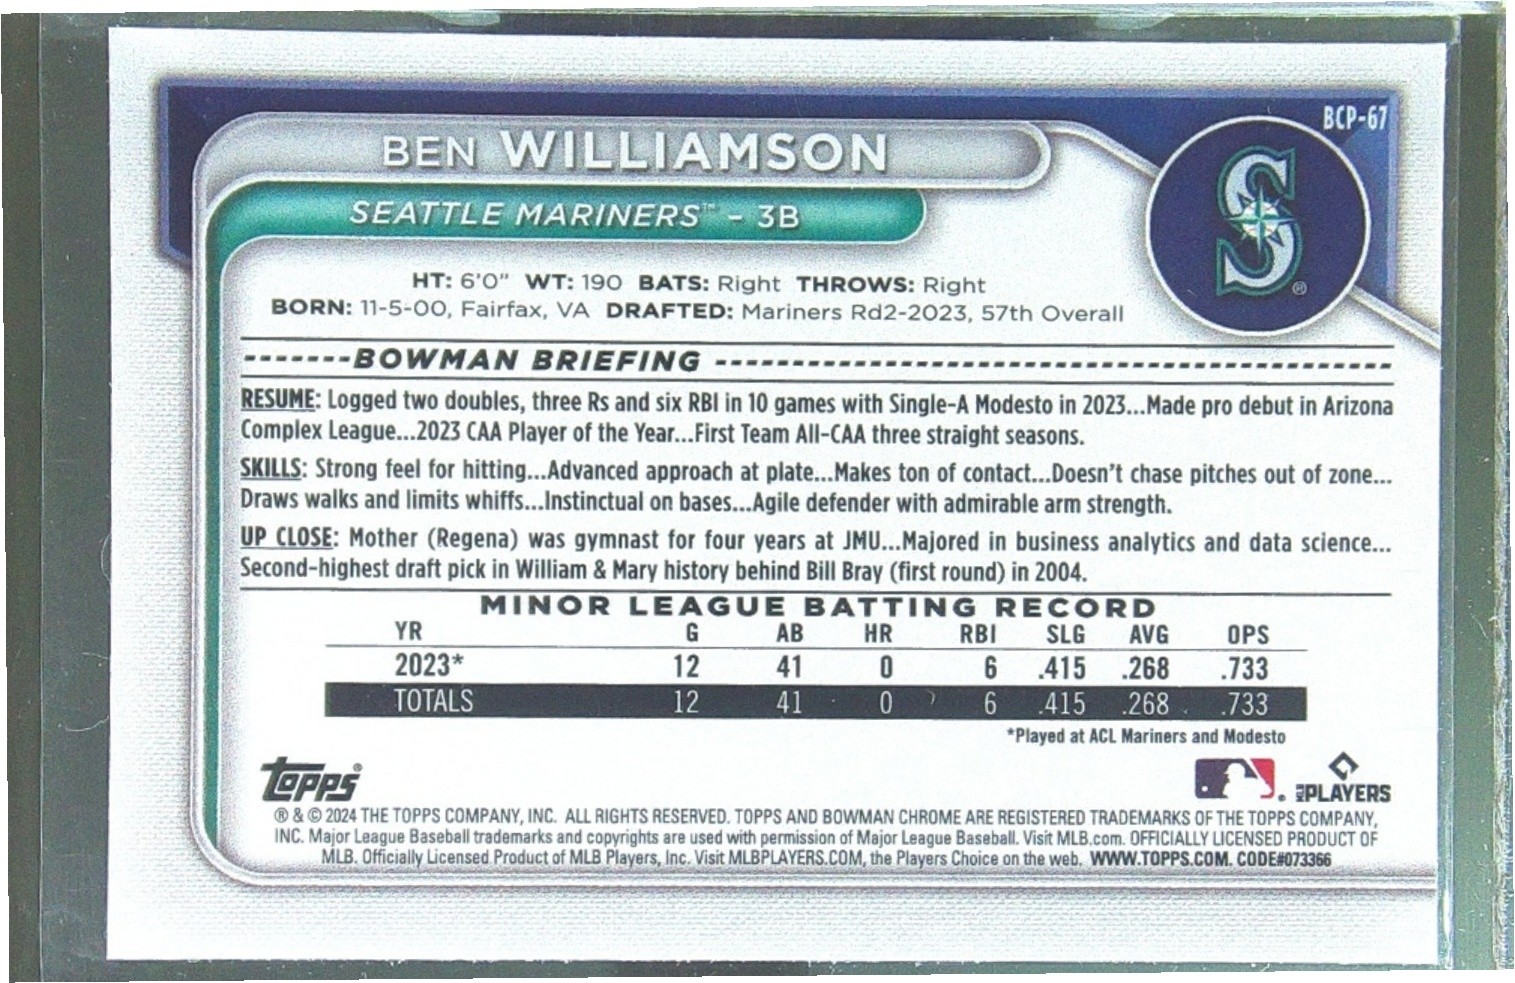 BCP-67
BEN WILLIAMSON
SEATTLE MARINERS™ - 3B
S
®
HT: 6'0" WT: 190 BATS: Right THROWS: Right
BORN: 11-5-00, Fairfax, VA DRAFTED: Mariners Rd2-2023, 57th Overall
BOWMAN BRIEFING
RESUME: Logged two doubles, three Rs and six RBI in 10 games with Single-A Modesto in 2023...Made pro debut in Arizona
Complex League...2023 CAA Player of the Year...First Team All-CAA three straight seasons.
SKILLS: Strong feel for hitting...Advanced approach at plate...Makes ton of contact...Doesn't chase pitches out of zone...
Draws walks and limits whiffs...Instinctual on bases...Agile defender with admirable arm strength.
UP CLOSE: Mother (Regena) was gymnast for four years at JMU...Majored in business analytics and data science...
Second-highest draft pick in William & Mary history behind Bill Bray (first round) in 2004.
MINOR LEAGUE BATTING RECORD
YR G AB HR RBI SLG AVG OPS
2023* 12 41 0 6 .415 .268 .733
TOTALS 12 41 0 6 .415 .268 .733
*Played at ACL Mariners and Modesto
topps®
PLAYERS
® & © 2024 THE TOPPS COMPANY, INC. ALL RIGHTS RESERVED. TOPPS AND BOWMAN CHROME ARE REGISTERED TRADEMARKS OF THE TOPPS COMPANY,
INC. Major League Baseball trademarks and copyrights are used with permission of Major League Baseball. Visit MLB.com. OFFICIALLY LICENSED PRODUCT OF
MLB. Officially Licensed Product of MLB Players, Inc. Visit MLBPLAYERS.COM, the Players Choice on the web. WWW.TOPPS.COM. CODE#073366